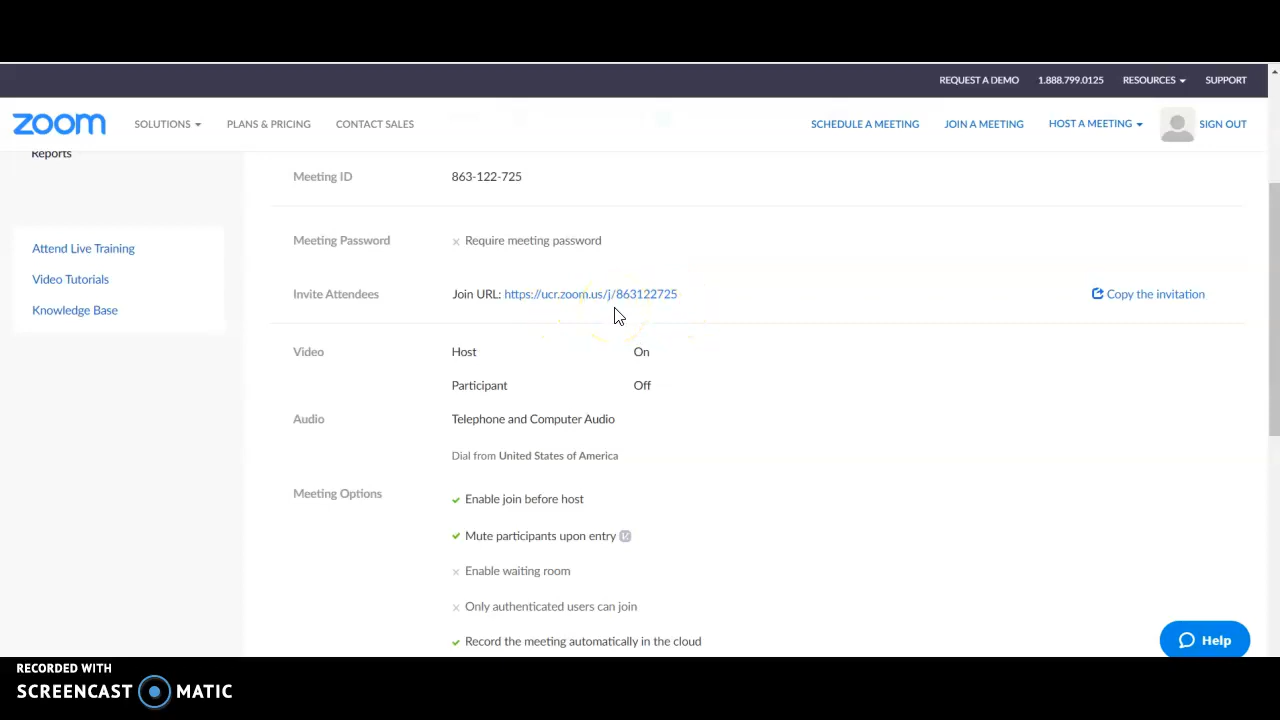 REQUEST A DEMO 1.888.799.0125 RESOURCES SUPPORT
zoom SOLUTIONS PLANS & PRICING CONTACT SALES SCHEDULE A MEETING JOIN A MEETING HOST A MEETING SIGN OUT
Reports
Attend Live Training
Video Tutorials
Knowledge Base
Meeting ID 863-122-725
Meeting Password Require meeting password
Invite Attendees Join URL: https://ucr.zoom.us/j/863122725 Copy the invitation
Video Host On
Participant Off
Audio Telephone and Computer Audio
Dial from United States of America
Meeting Options Enable join before host
Mute participants upon entry
Enable waiting room
Only authenticated users can join
Record the meeting automatically in the cloud
Help
RECORDED WITH
SCREENCAST MATIC